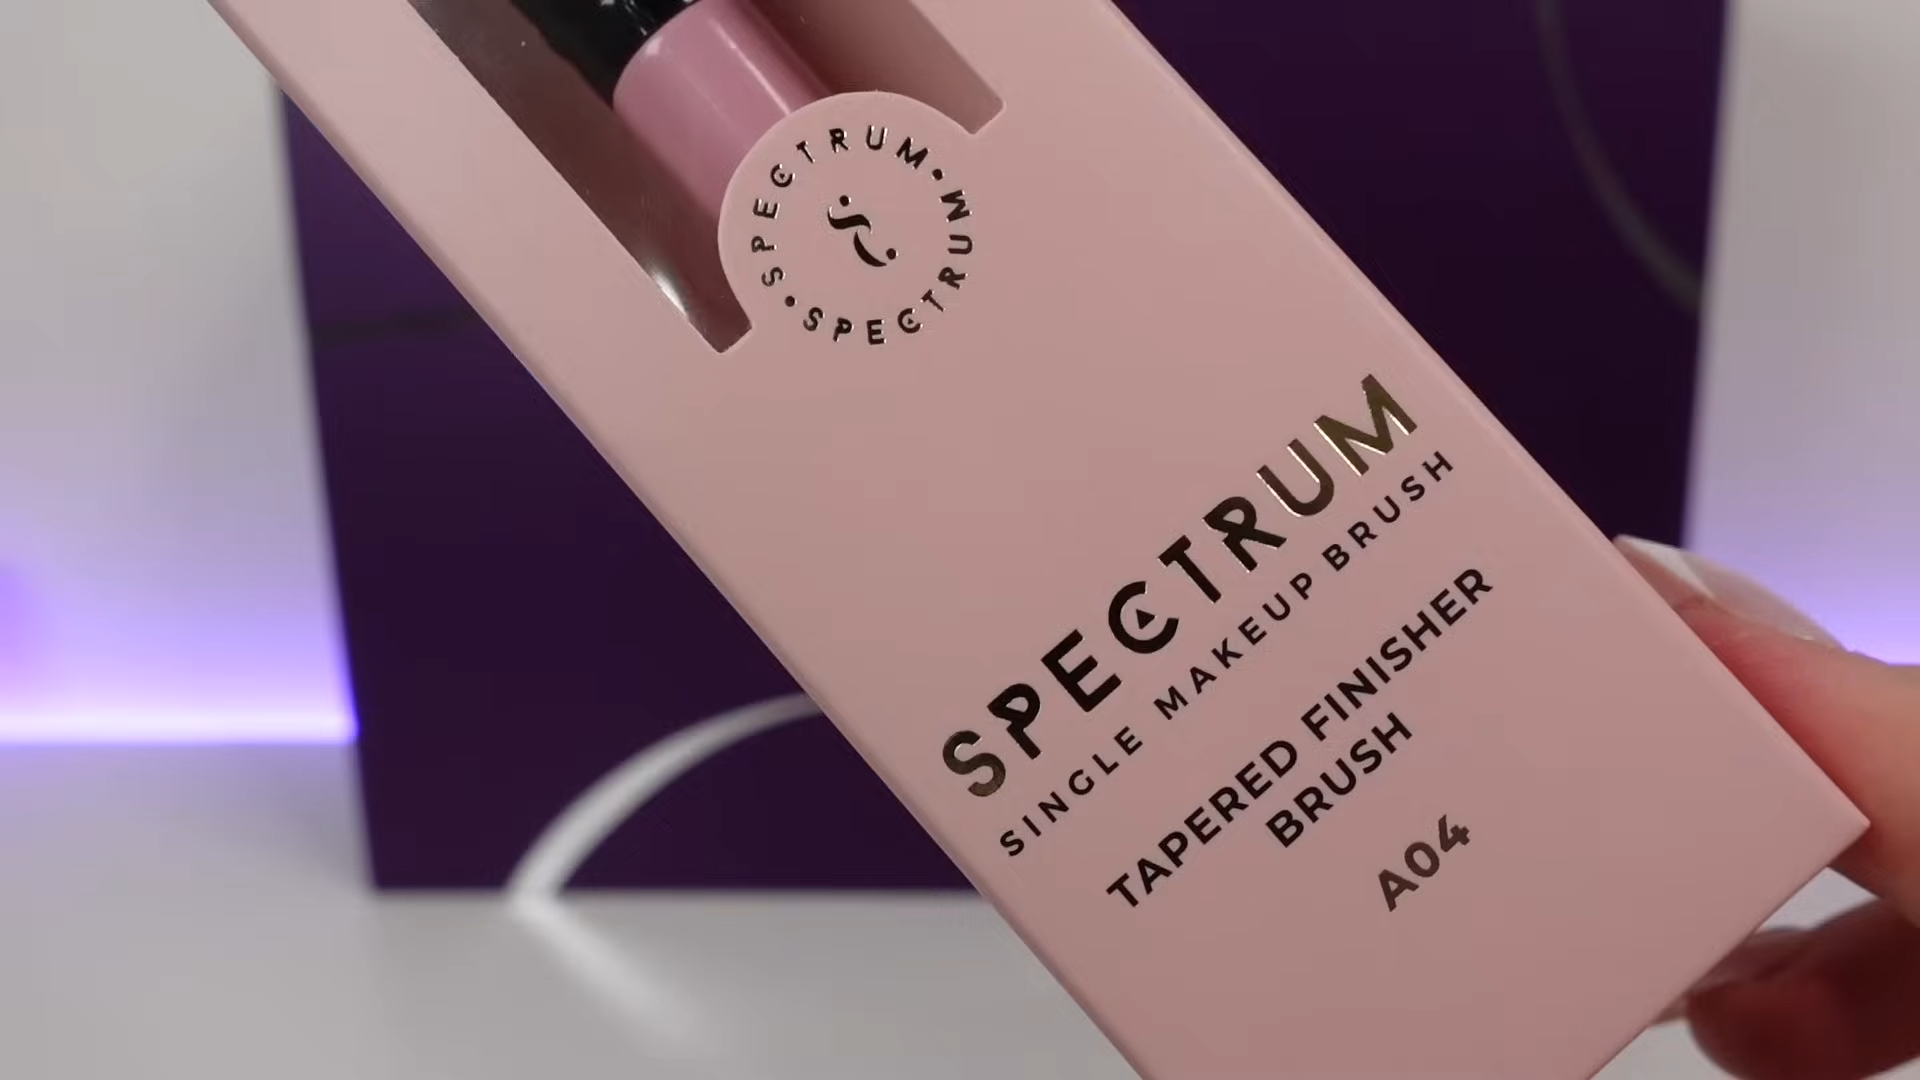 SPECTRUM • SPECTRUM •
SPECTRUM
SINGLE MAKEUP BRUSH
TAPERED FINISHER
BRUSH
A04